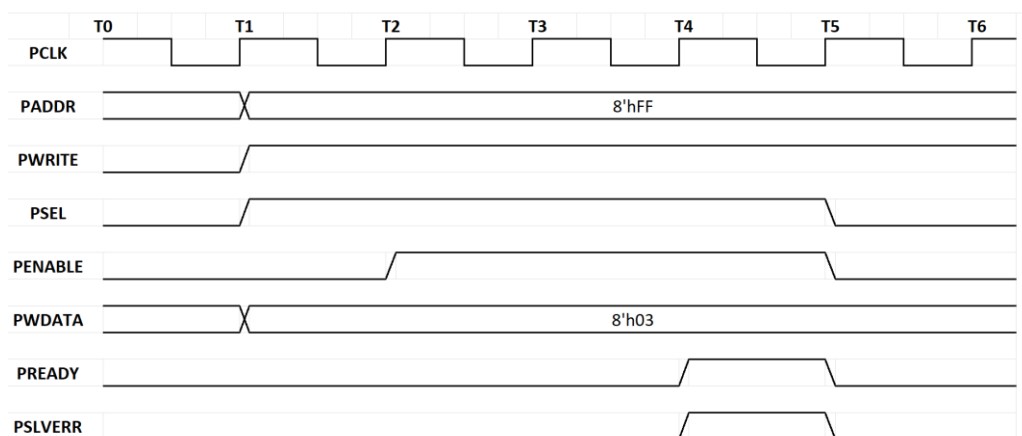 T0 T1 T2 T3 T4 T5 T6
PCLK
PADDR 8'hFF
PWRITE
PSEL
PENABLE
PWDATA 8'h03
PREADY
PSLVERR